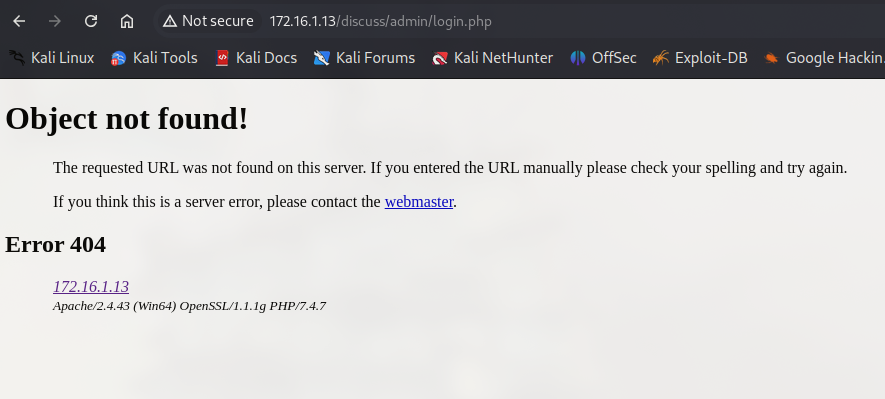 Not secure 172.16.1.13/discuss/admin/login.php
Kali Linux Kali Tools Kali Docs Kali Forums Kali NetHunter OffSec Exploit-DB Google Hackin
Object not found!
The requested URL was not found on this server. If you entered the URL manually please check your spelling and try again.
If you think this is a server error, please contact the webmaster.
Error 404
172.16.1.13
Apache/2.4.43 (Win64) OpenSSL/1.1.1g PHP/7.4.7